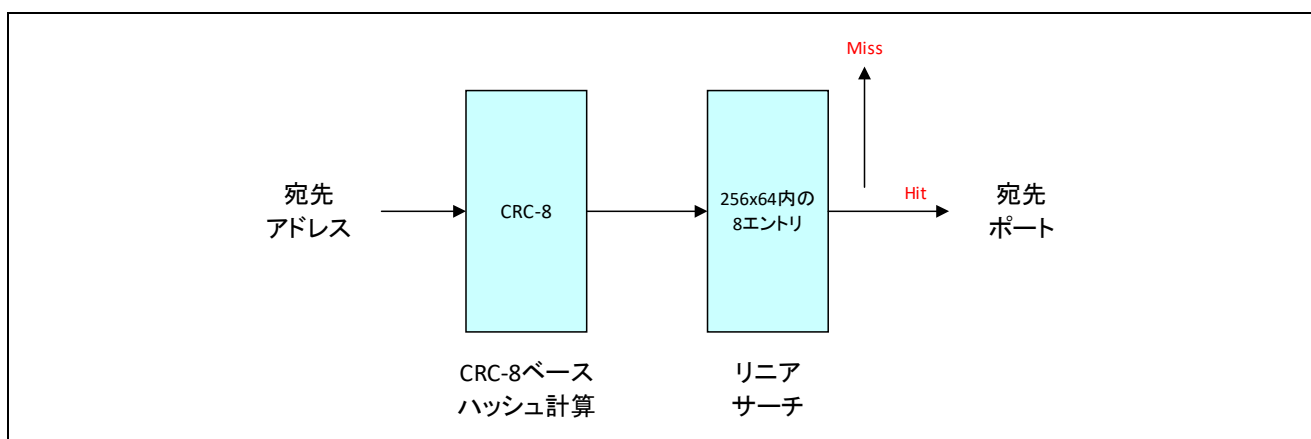 Miss
宛先
アドレス
CRC-8
256x64内の
8エントリ
Hit
宛先
ポート
CRC-8ベース
ハッシュ計算
リニア
サーチ